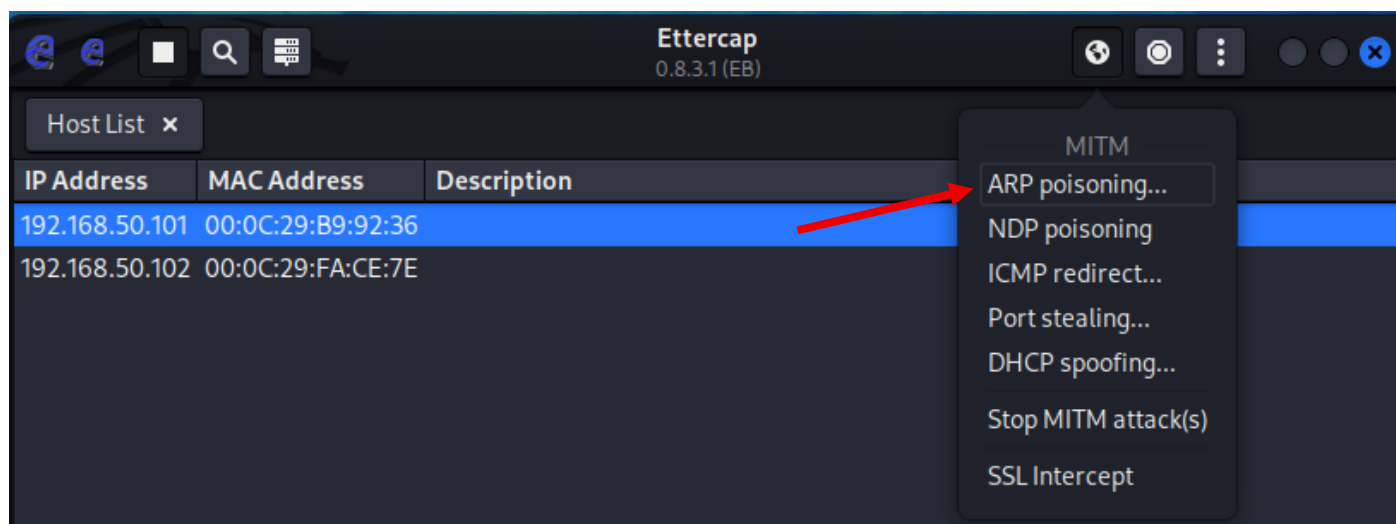 Ettercap
0.8.3.1 (EB)
Host List ×
IP Address MAC Address Description
192.168.50.101 00:0C:29:B9:92:36
192.168.50.102 00:0C:29:FA:CE:7E
MITM
ARP poisoning...
NDP poisoning
ICMP redirect...
Port stealing...
DHCP spoofing...
Stop MITM attack(s)
SSL Intercept